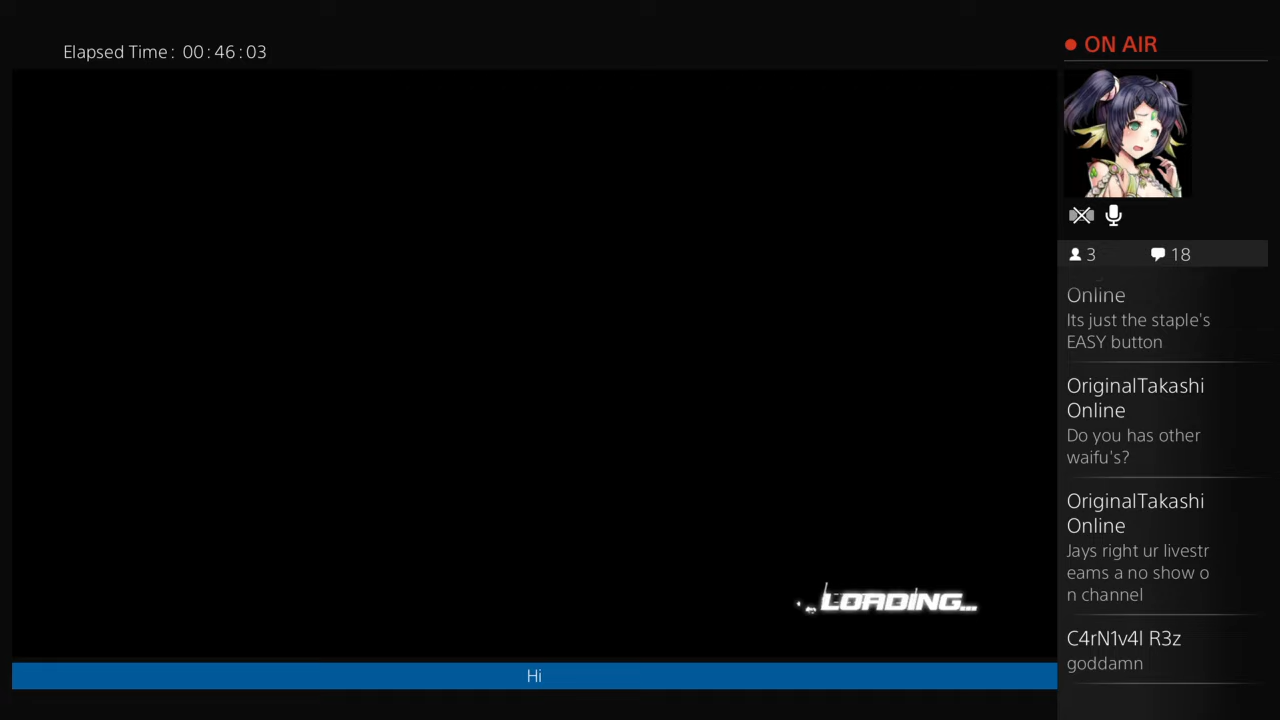 Elapsed Time: 00:46:03
ON AIR
3 18
Online
Its just the staple's
EASY button
OriginalTakashi
Online
Do you has other
waifu's?
OriginalTakashi
Online
Jays right ur livestr
eams a no show o
n channel
C4rN1v4l R3z
goddamn
LOADING...
Hi